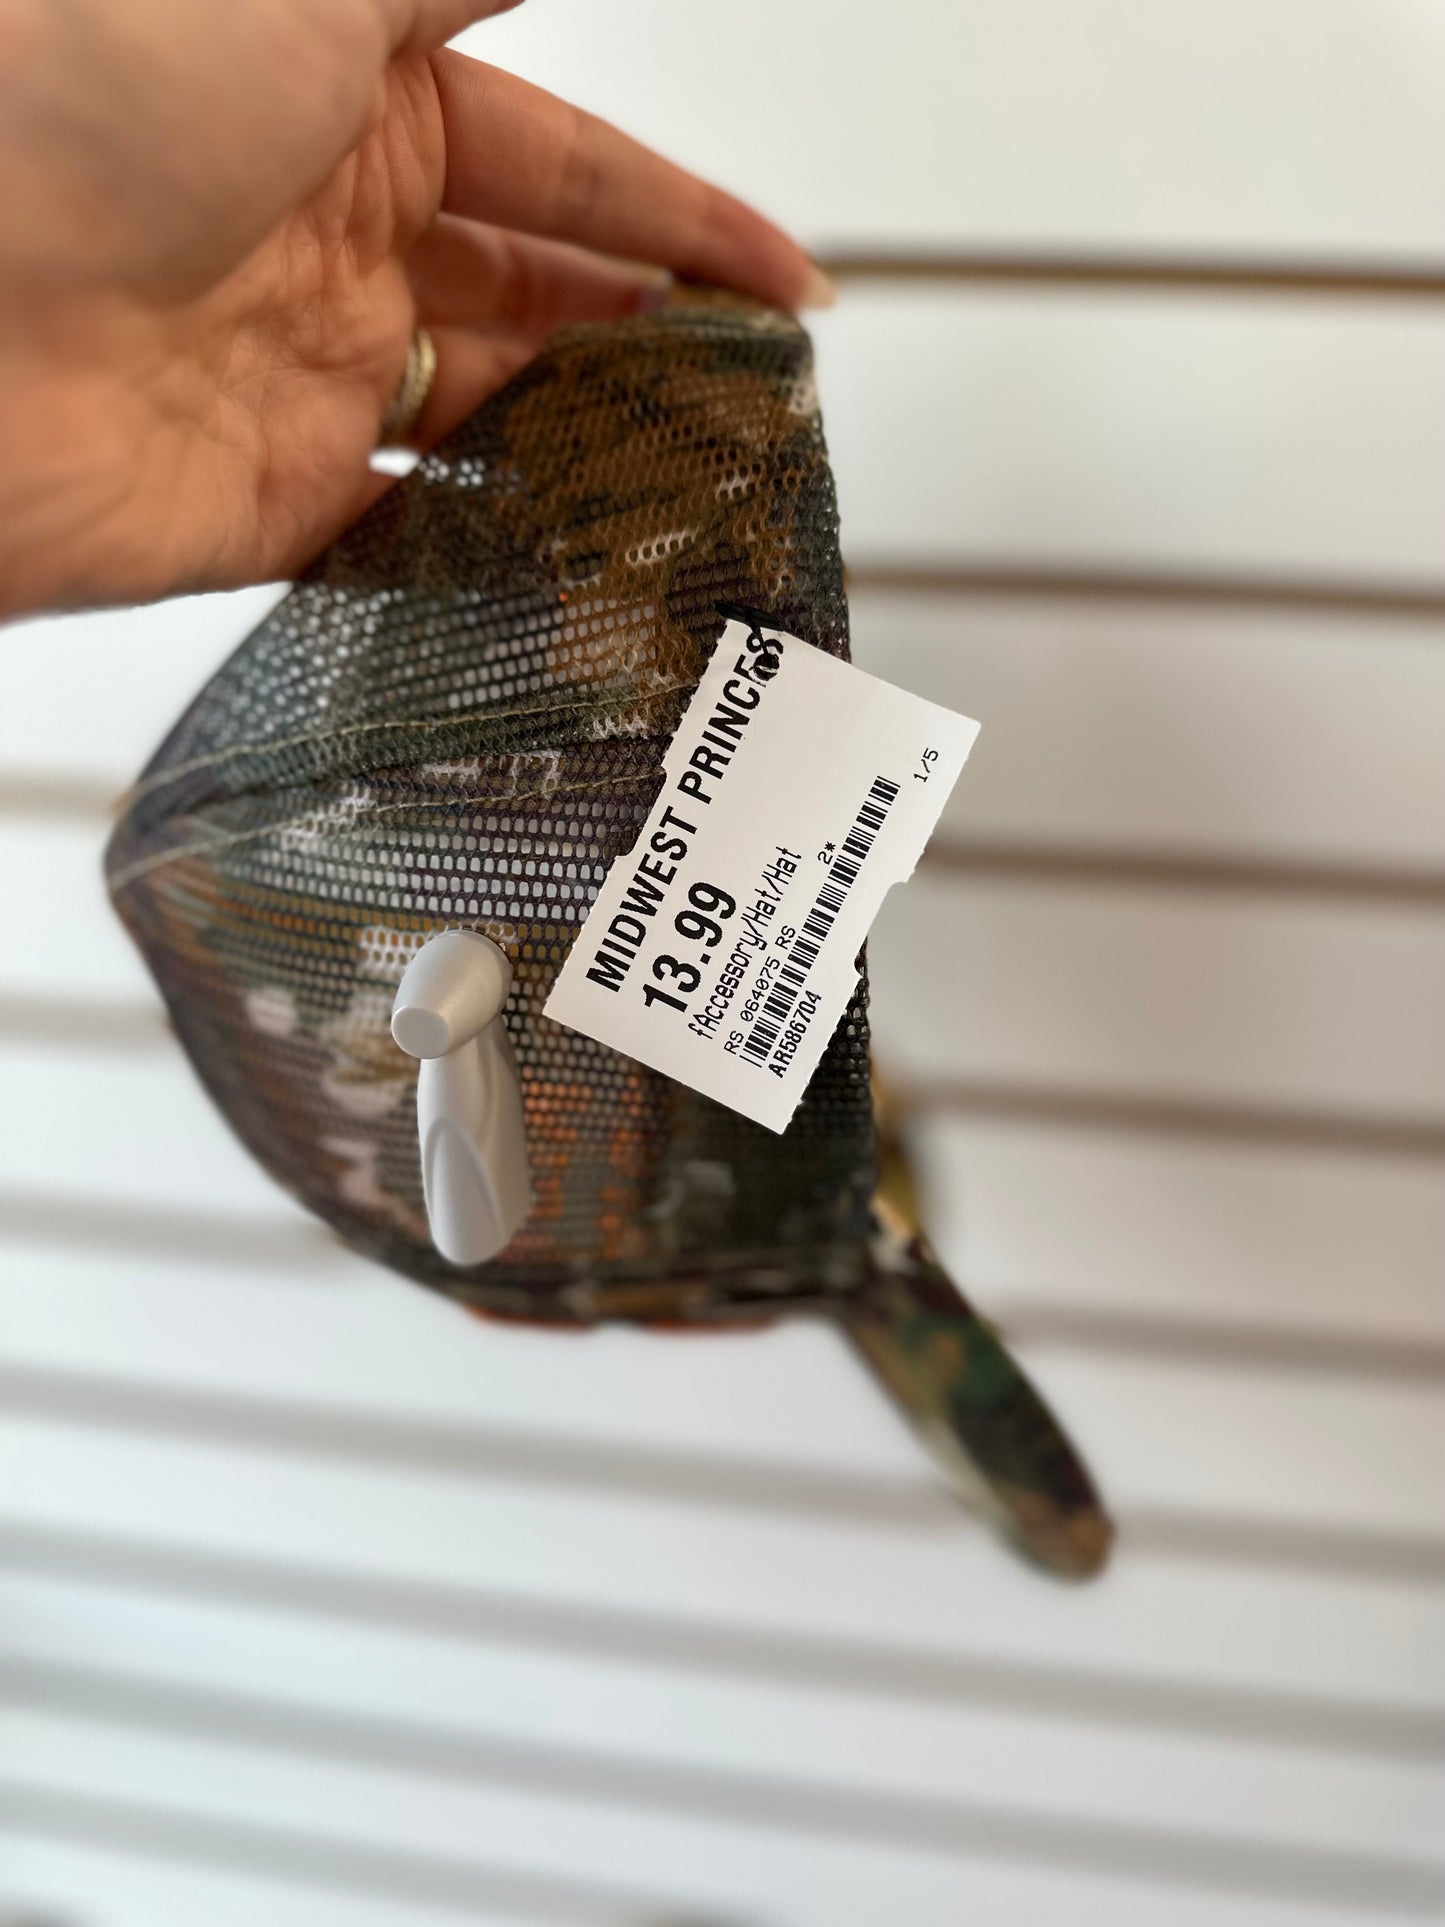 MIDWEST PRINCESS
13.99
fAccessory/Hat/Hat
RS 064075 RS 2*
AR586704
1/5